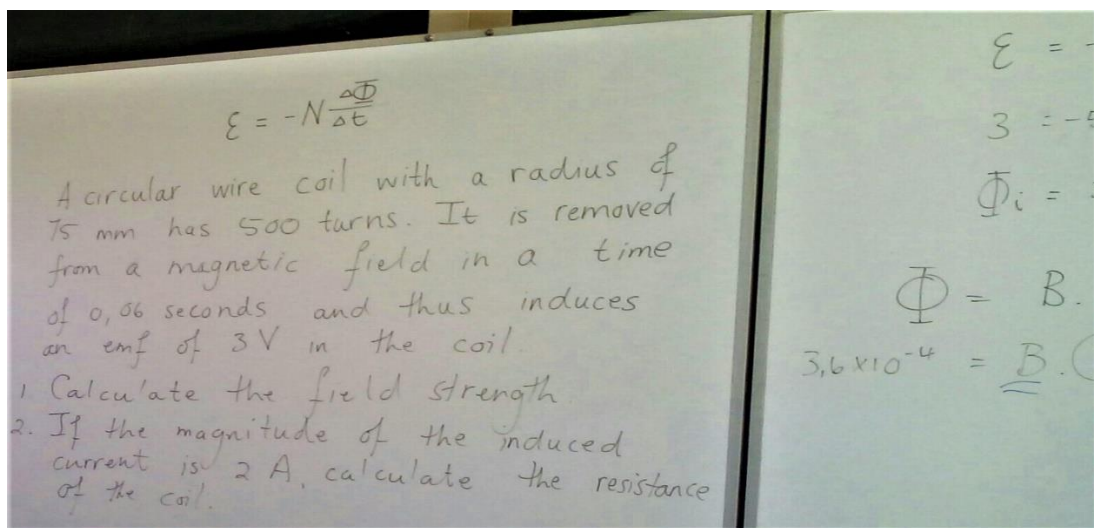 ε = -N ΔΦ/Δt
A circular wire coil with a radius of
75 mm has 500 turns. It is removed
from a magnetic field in a time
of 0,06 seconds and thus induces
an emf of 3 V in the coil.
1. Calculate the field strength.
2. If the magnitude of the induced
current is 2 A, calculate the resistance
of the coil.
ε = -
3 = -5
Φi =
Φ = B.
3,6 x10⁻⁴ = B. (